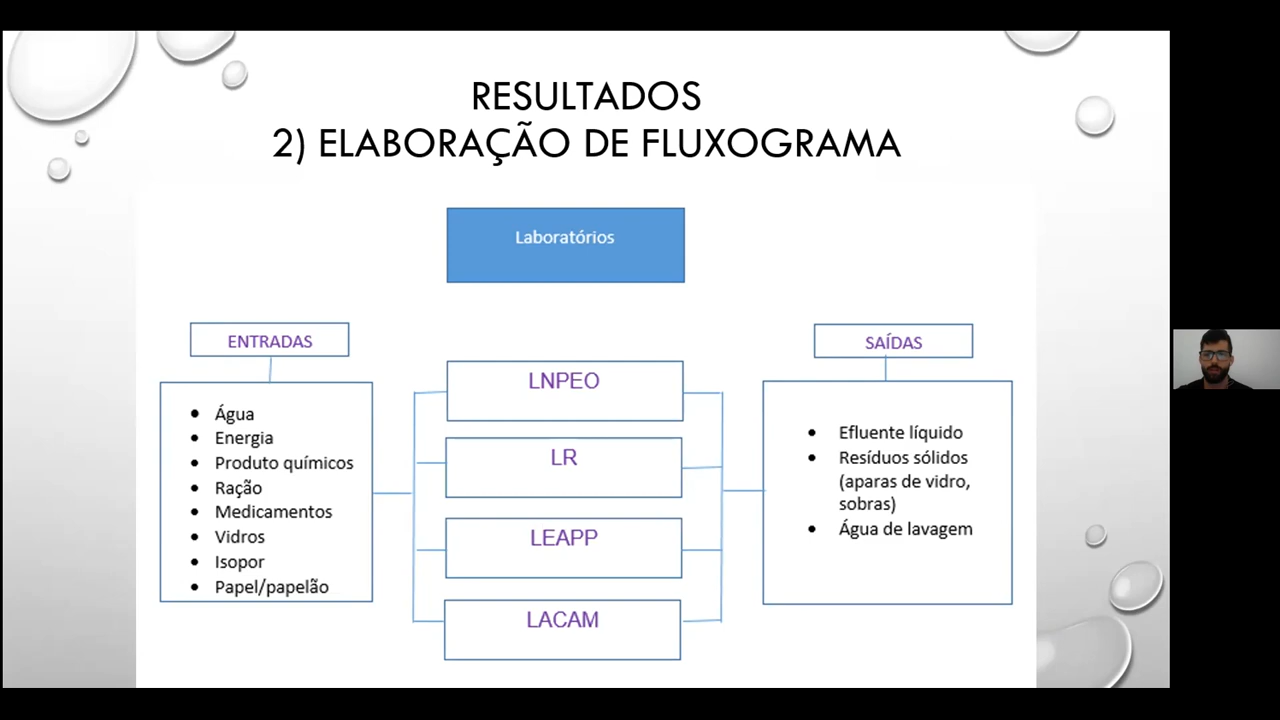 RESULTADOS
2) ELABORAÇÃO DE FLUXOGRAMA
Laboratórios
ENTRADAS
Água
Energia
Produto químicos
Ração
Medicamentos
Vidros
Isopor
Papel/papelão
LNPEO
LR
LEAPP
LACAM
SAÍDAS
Efluente líquido
Resíduos sólidos
(aparas de vidro,
sobras)
Água de lavagem